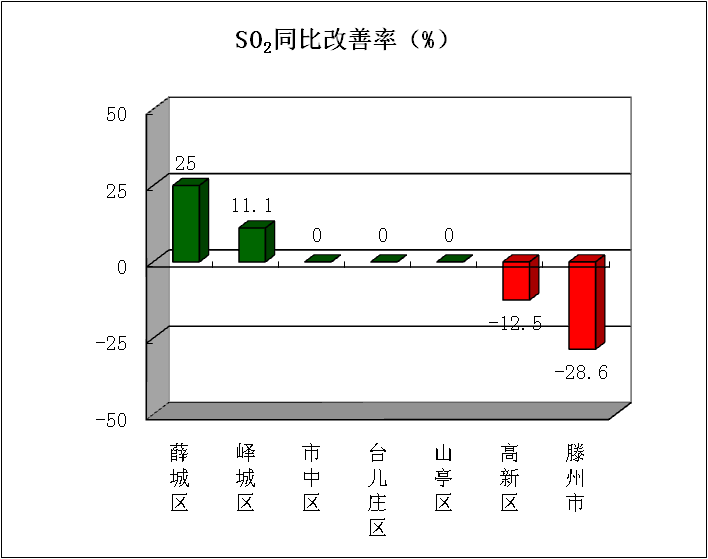 SO₂同比改善率（%）
50
25
0
-25
-50
25
11.1
0
0
0
-12.5
-28.6
薛城区
峄城区
市中区
台儿庄区
山亭区
高新区
滕州市